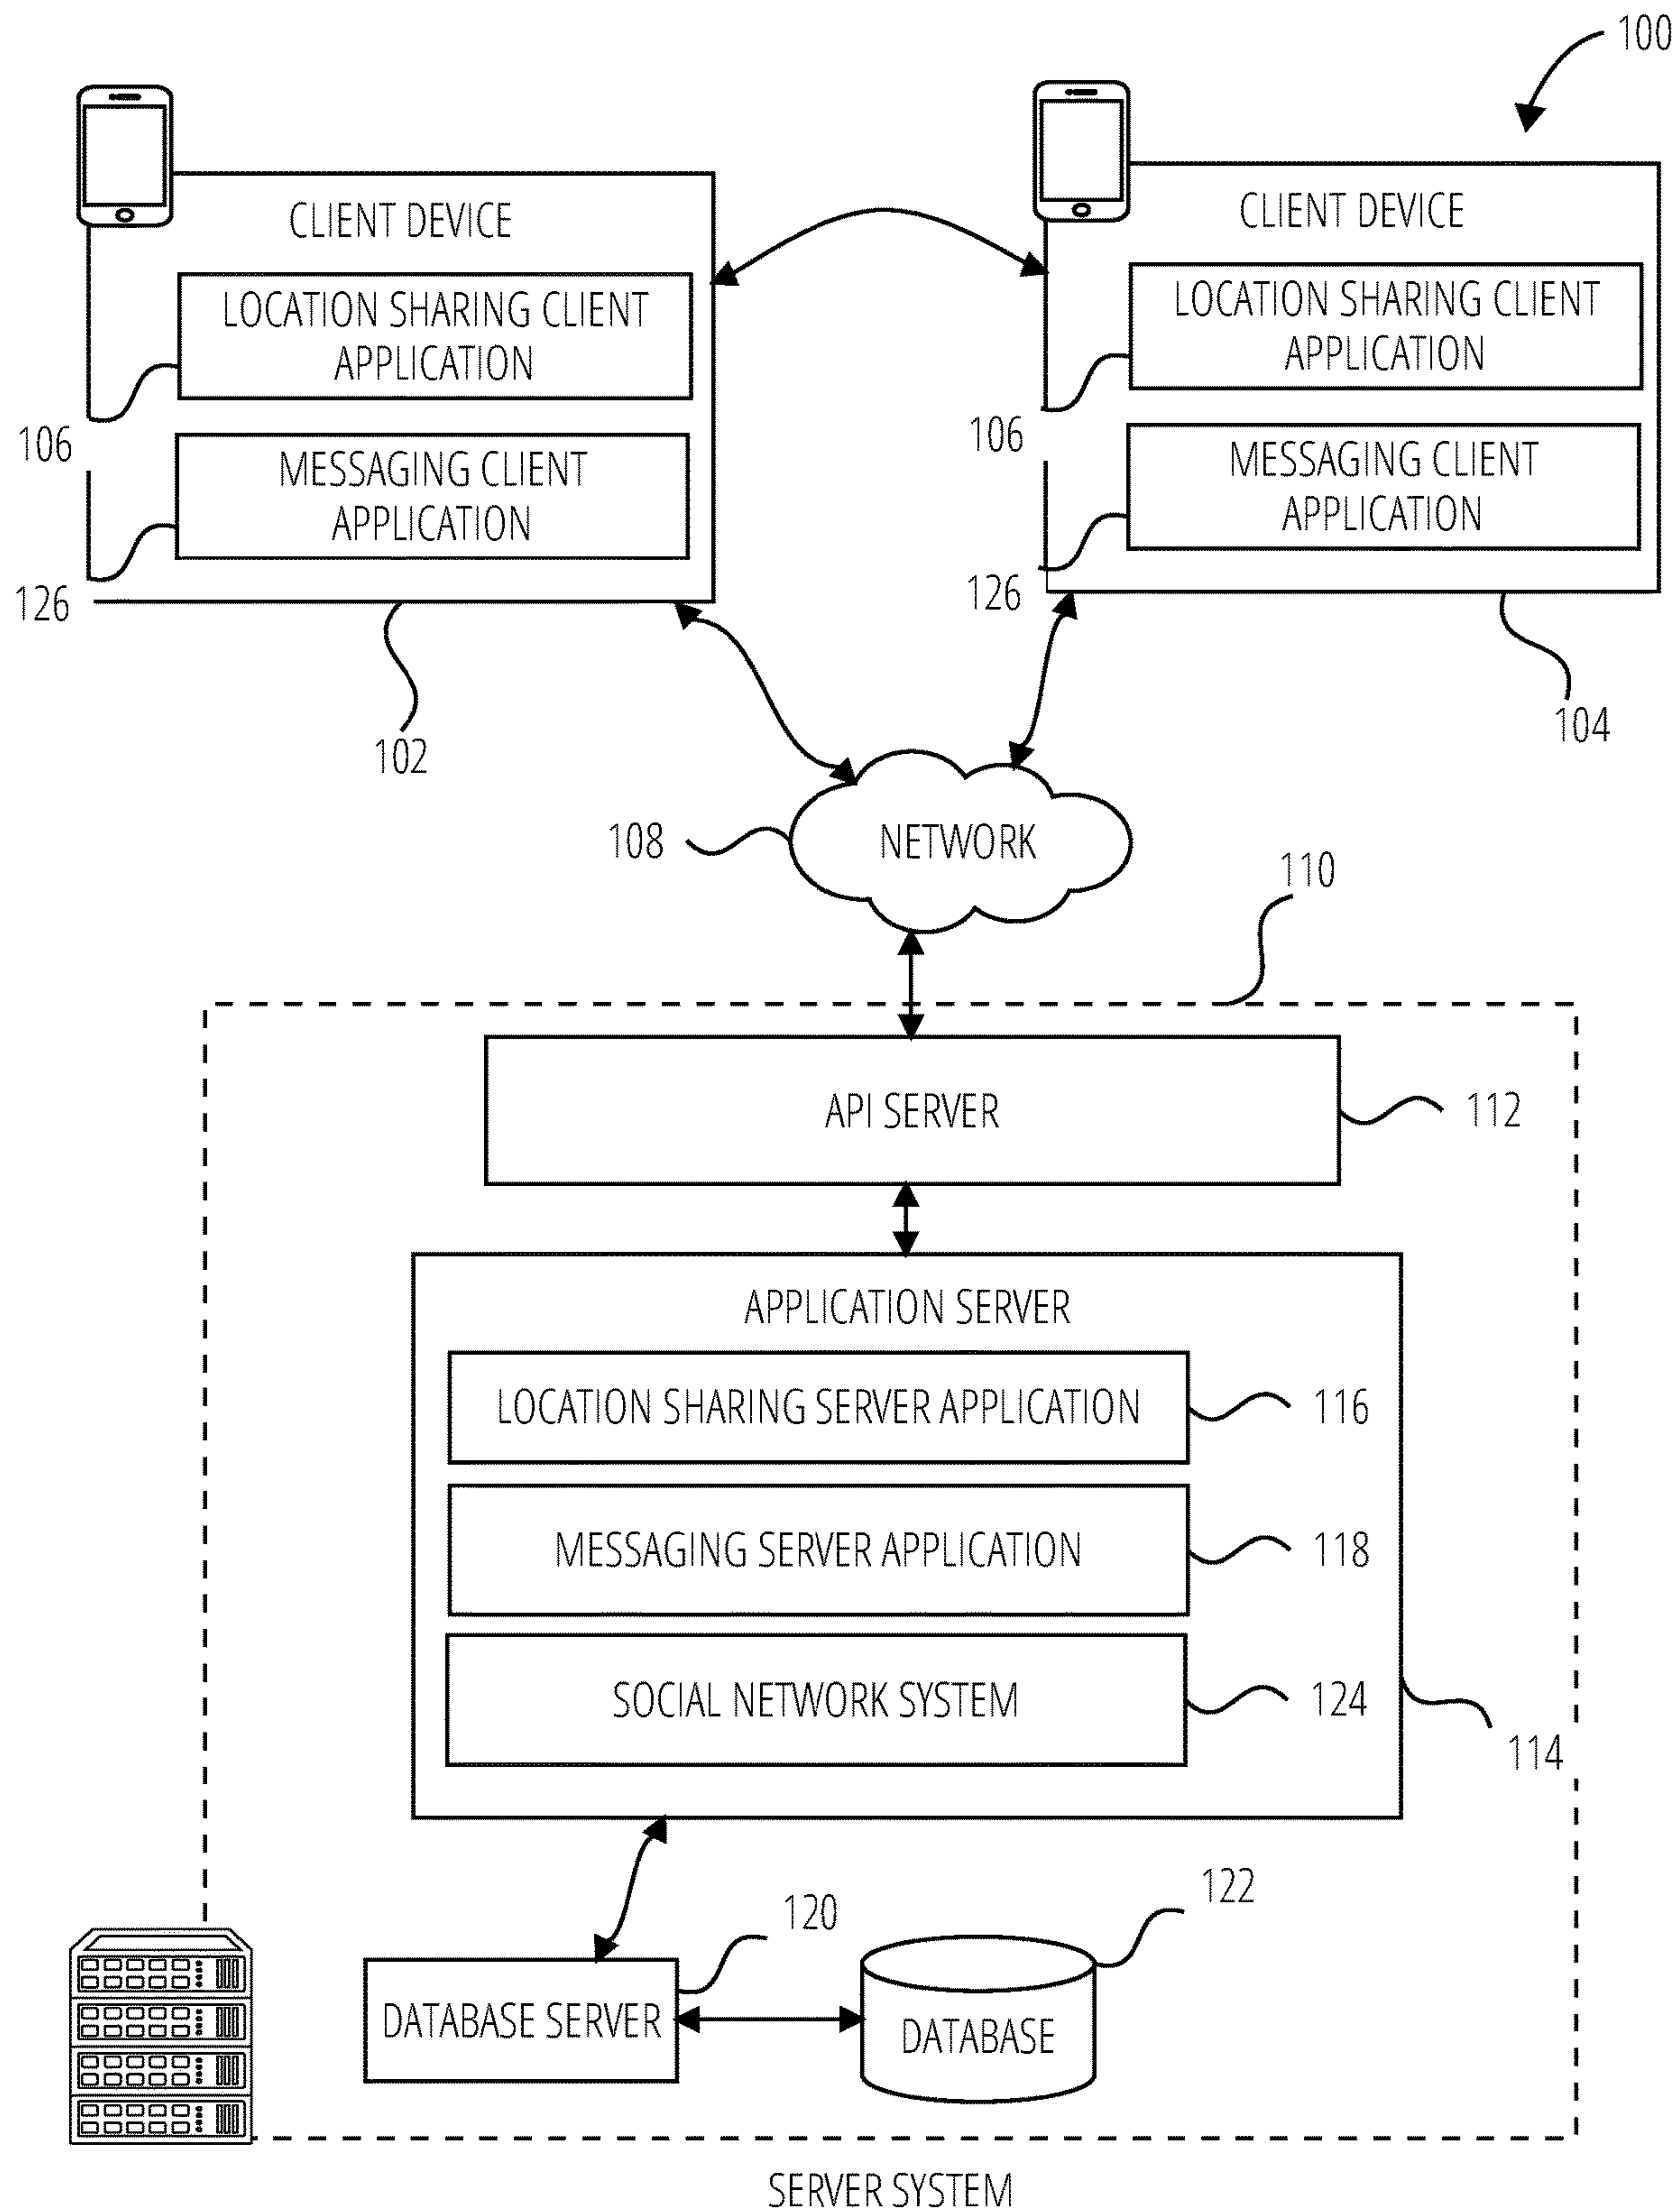 100
CLIENT DEVICE
LOCATION SHARING CLIENT
APPLICATION
106
MESSAGING CLIENT
APPLICATION
126
102
CLIENT DEVICE
LOCATION SHARING CLIENT
APPLICATION
106
MESSAGING CLIENT
APPLICATION
126
104
108
NETWORK
110
API SERVER
112
APPLICATION SERVER
LOCATION SHARING SERVER APPLICATION
116
MESSAGING SERVER APPLICATION
118
SOCIAL NETWORK SYSTEM
124
114
120
122
DATABASE SERVER
DATABASE
SERVER SYSTEM